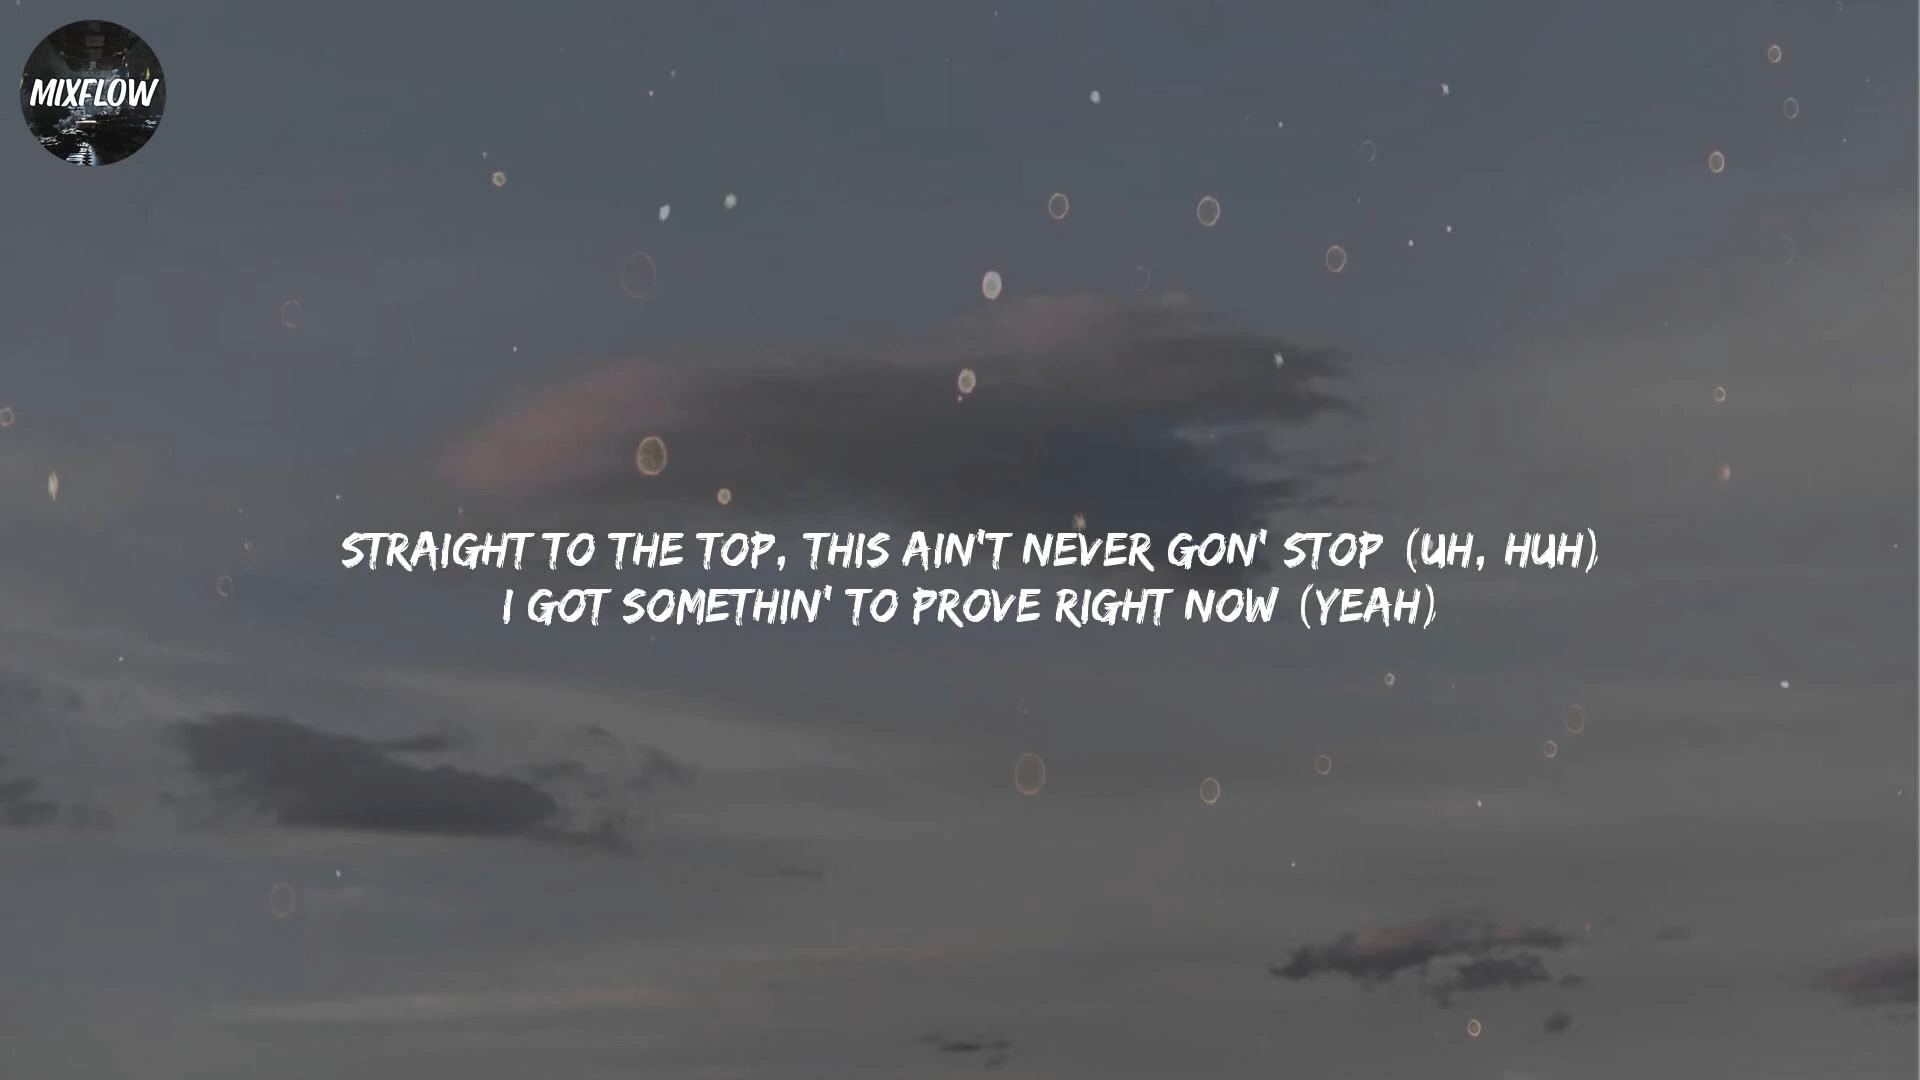 MIXFLOW
STRAIGHT TO THE TOP, THIS AIN'T NEVER GON' STOP (UH, HUH)
I GOT SOMETHIN' TO PROVE RIGHT NOW (YEAH)